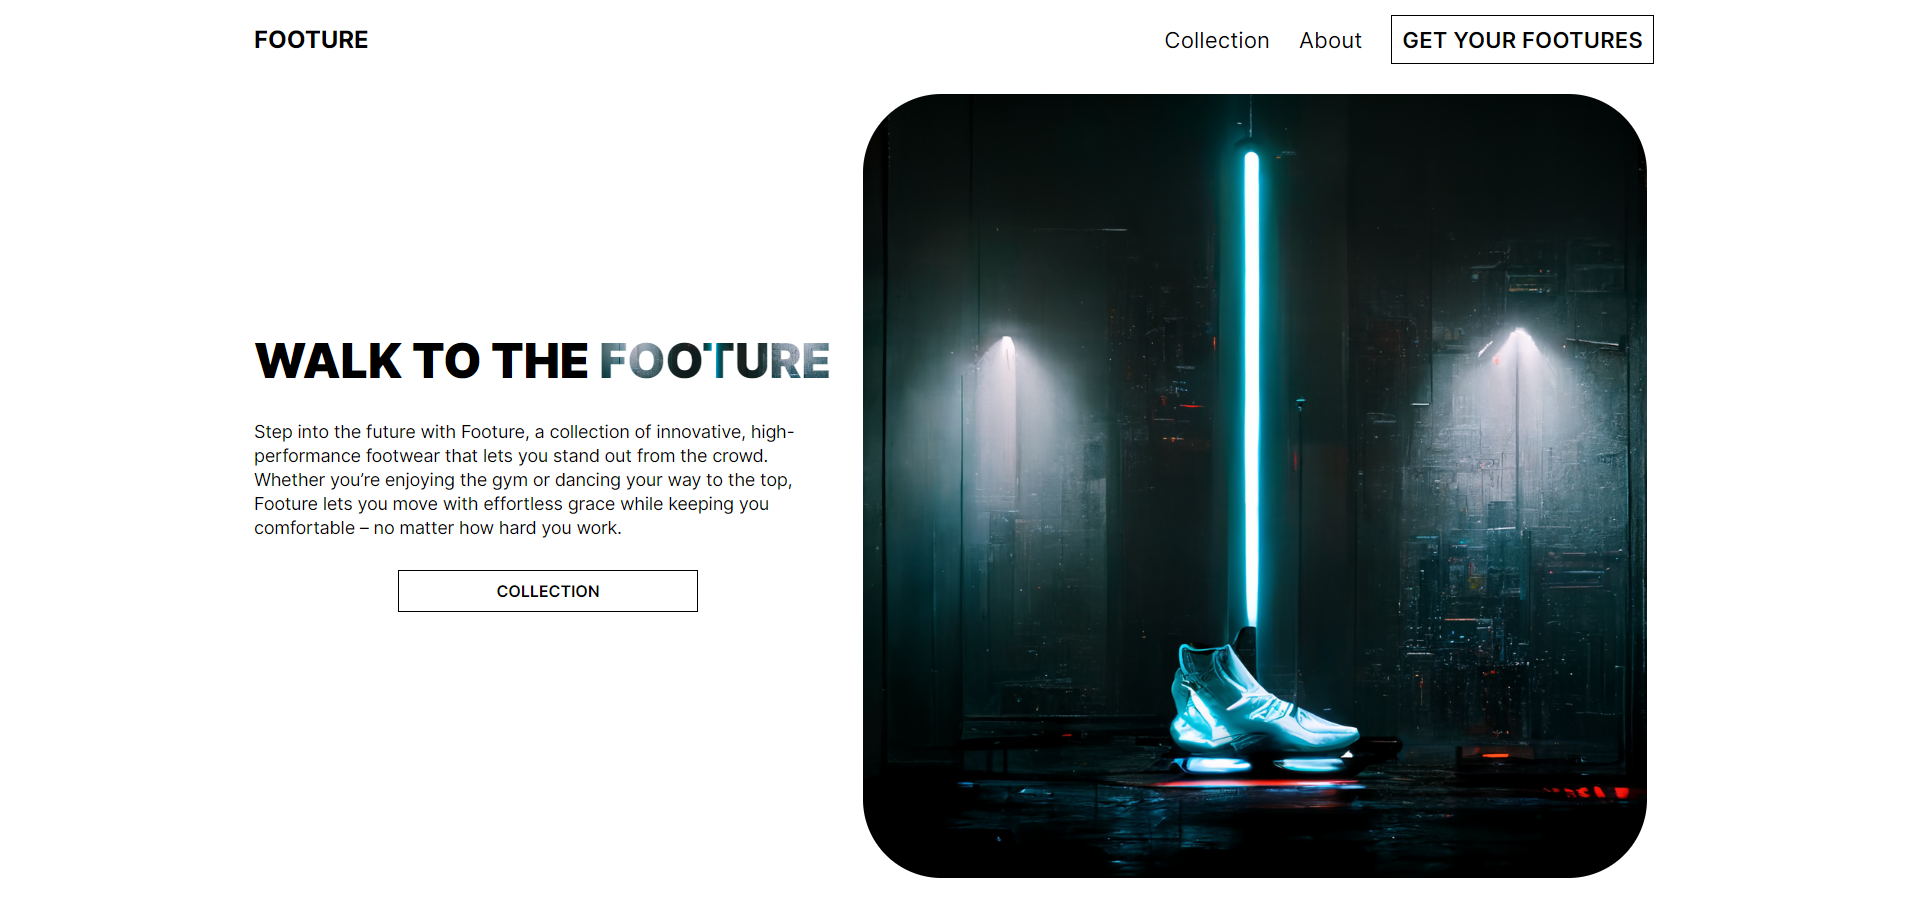 FOOTURE
Collection About GET YOUR FOOTURES
WALK TO THE FOOTURE
Step into the future with Footure, a collection of innovative, high-
performance footwear that lets you stand out from the crowd.
Whether you’re enjoying the gym or dancing your way to the top,
Footure lets you move with effortless grace while keeping you
comfortable – no matter how hard you work.
COLLECTION